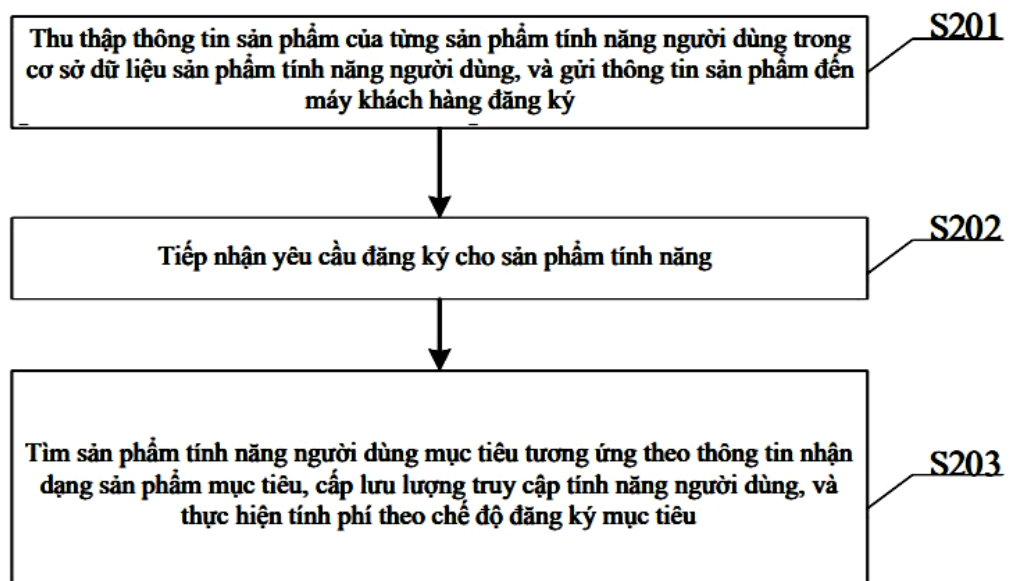 Thu thập thông tin sản phẩm của từng sản phẩm tính năng người dùng trong
cơ sở dữ liệu sản phẩm tính năng người dùng, và gửi thông tin sản phẩm đến
máy khách hàng đăng ký
S201
Tiếp nhận yêu cầu đăng ký cho sản phẩm tính năng
S202
Tìm sản phẩm tính năng người dùng mục tiêu tương ứng theo thông tin nhận
dạng sản phẩm mục tiêu, cấp lưu lượng truy cập tính năng người dùng, và
thực hiện tính phí theo chế độ đăng ký mục tiêu
S203